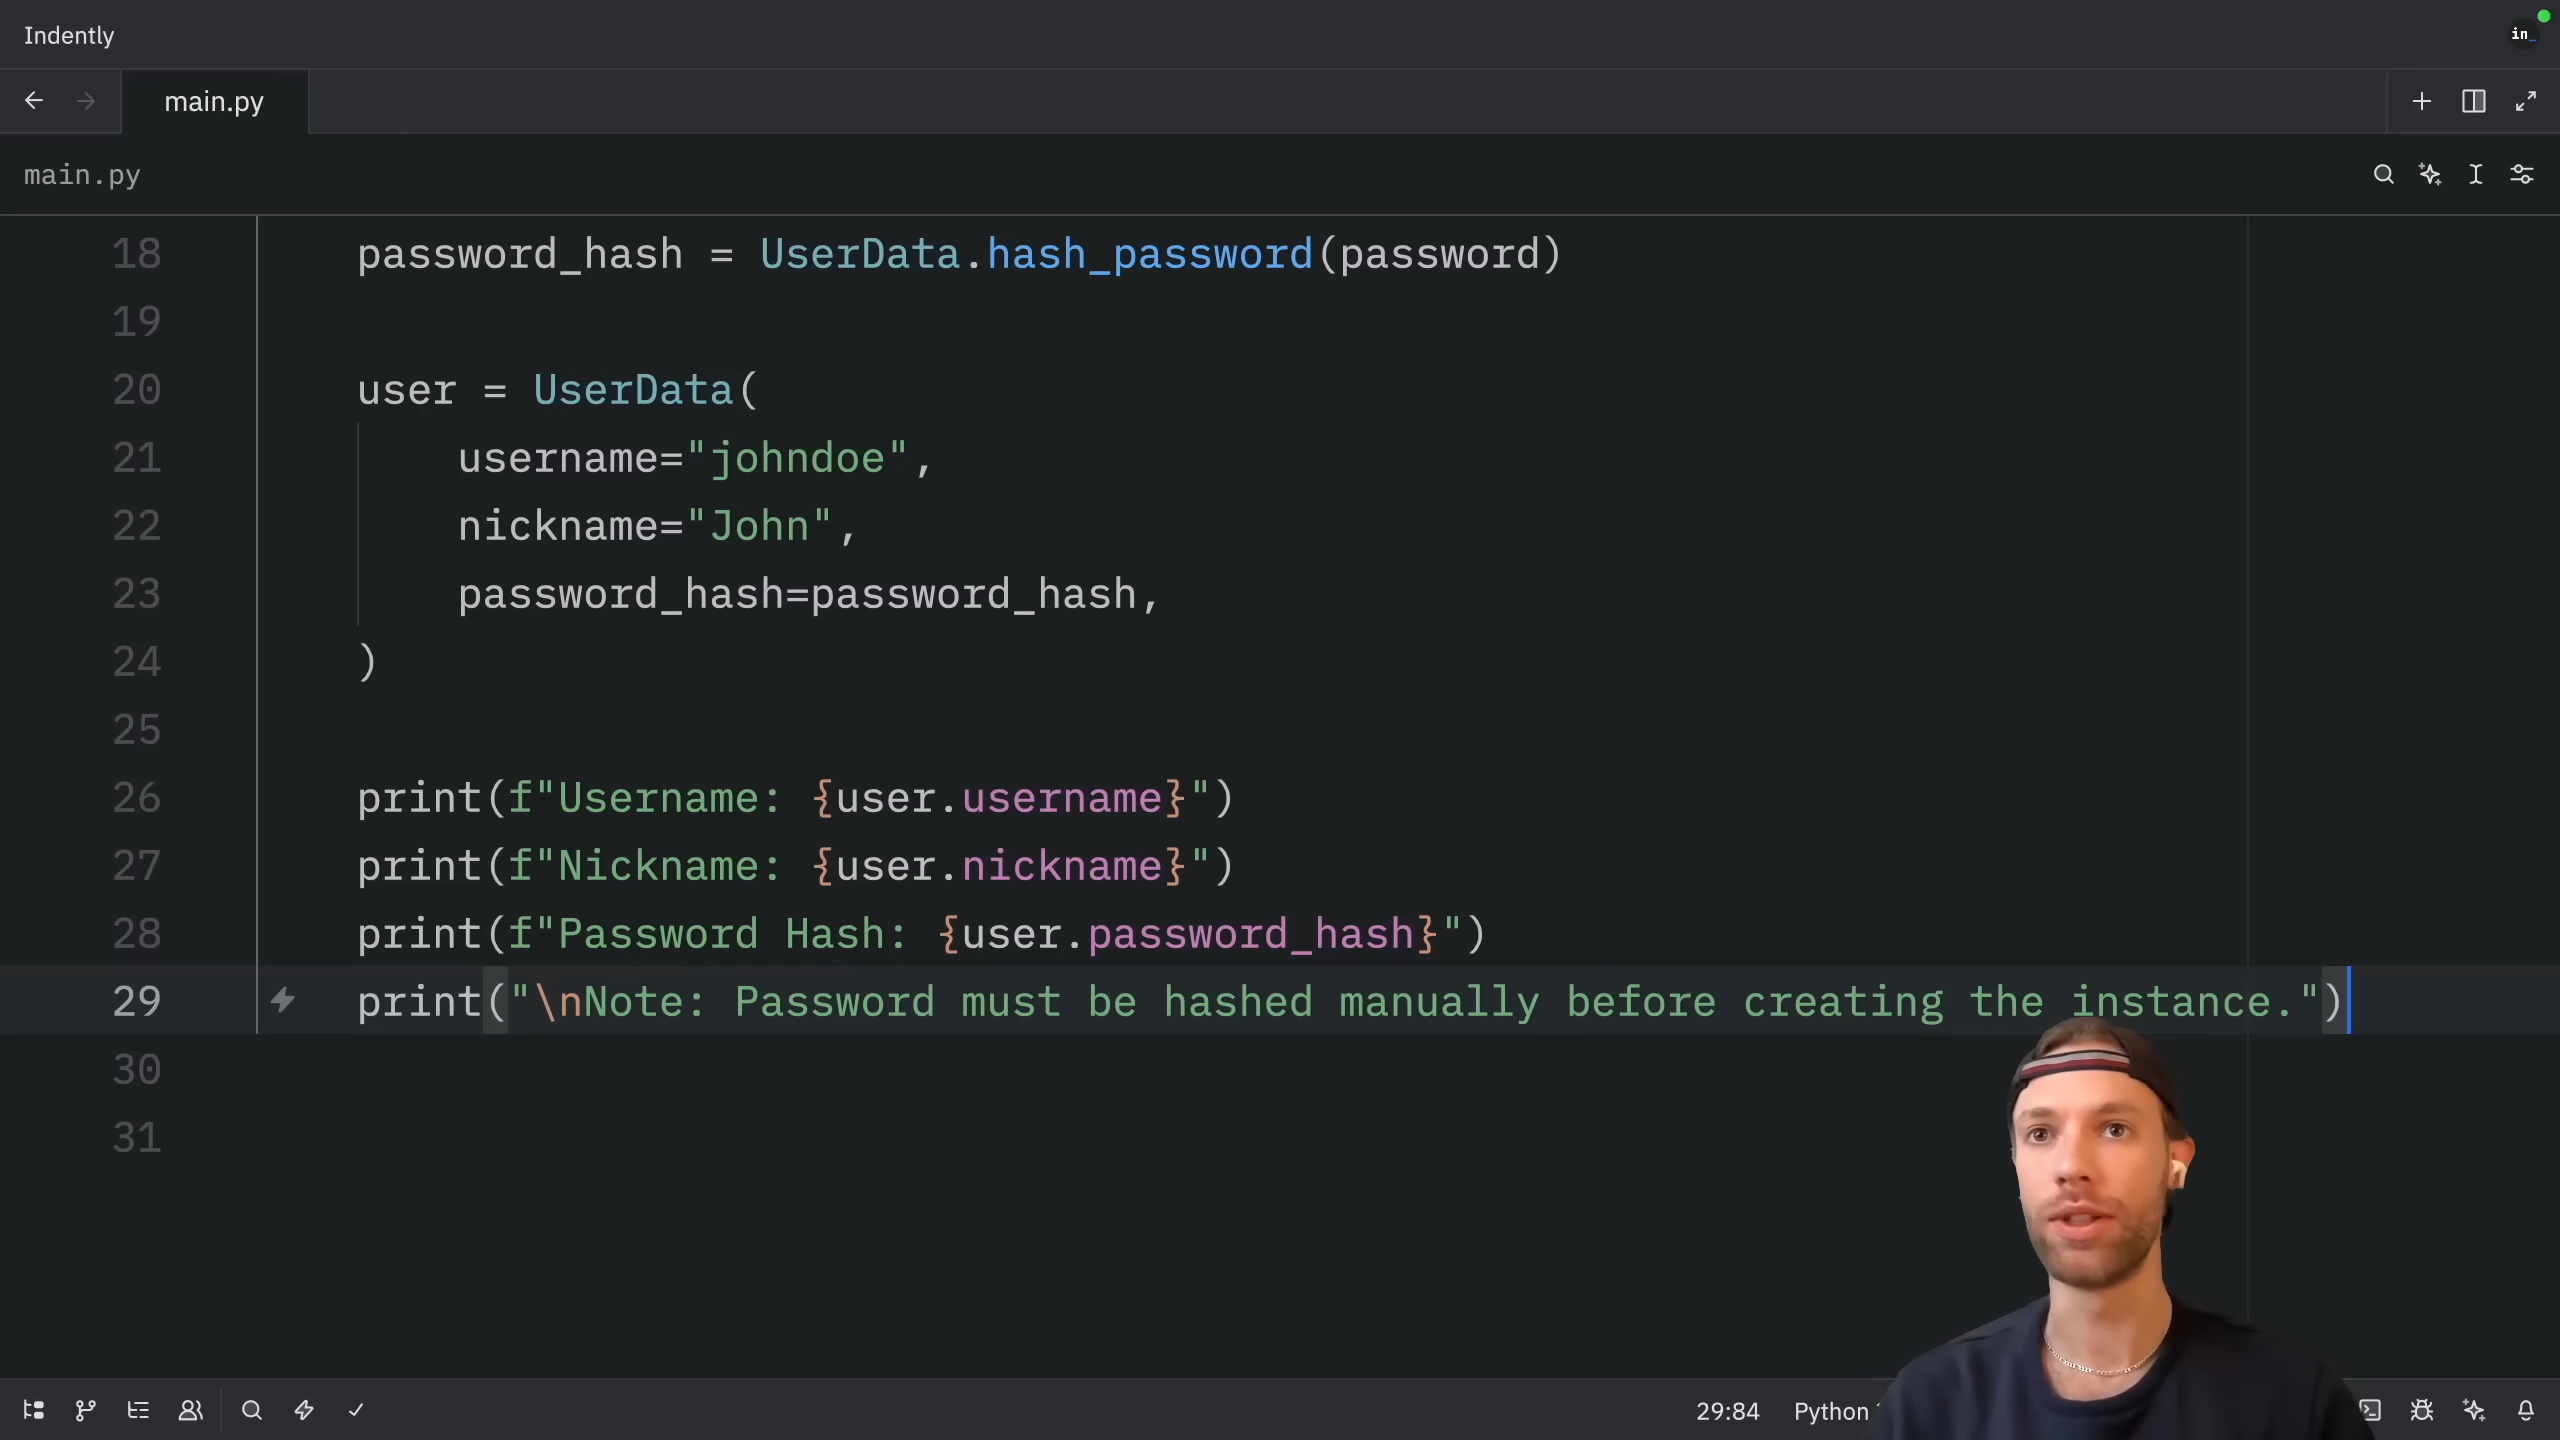 Indently
in_
main.py
main.py
18 password_hash = UserData.hash_password(password)
19
20 user = UserData(
21 username="johndoe",
22 nickname="John",
23 password_hash=password_hash,
24 )
25
26 print(f"Username: {user.username}")
27 print(f"Nickname: {user.nickname}")
28 print(f"Password Hash: {user.password_hash}")
29 print("\nNote: Password must be hashed manually before creating the instance.")
30
31
29:84 Python